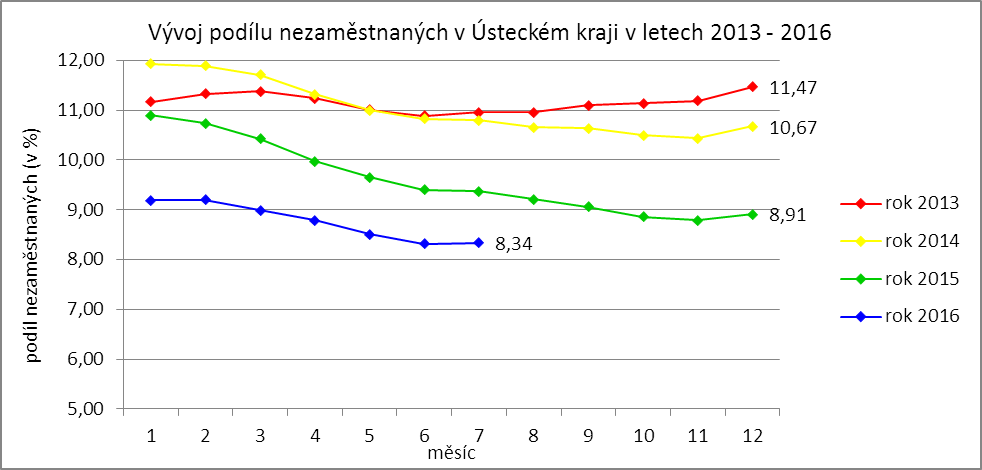 Vývoj podílu nezaměstnaných v Ústeckém kraji v letech 2013 - 2016
podíl nezaměstnaných (v %)
12,00
11,00
10,00
9,00
8,00
7,00
6,00
5,00
11,47
10,67
8,91
8,34
1 2 3 4 5 6 7 8 9 10 11 12
měsíc
rok 2013
rok 2014
rok 2015
rok 2016